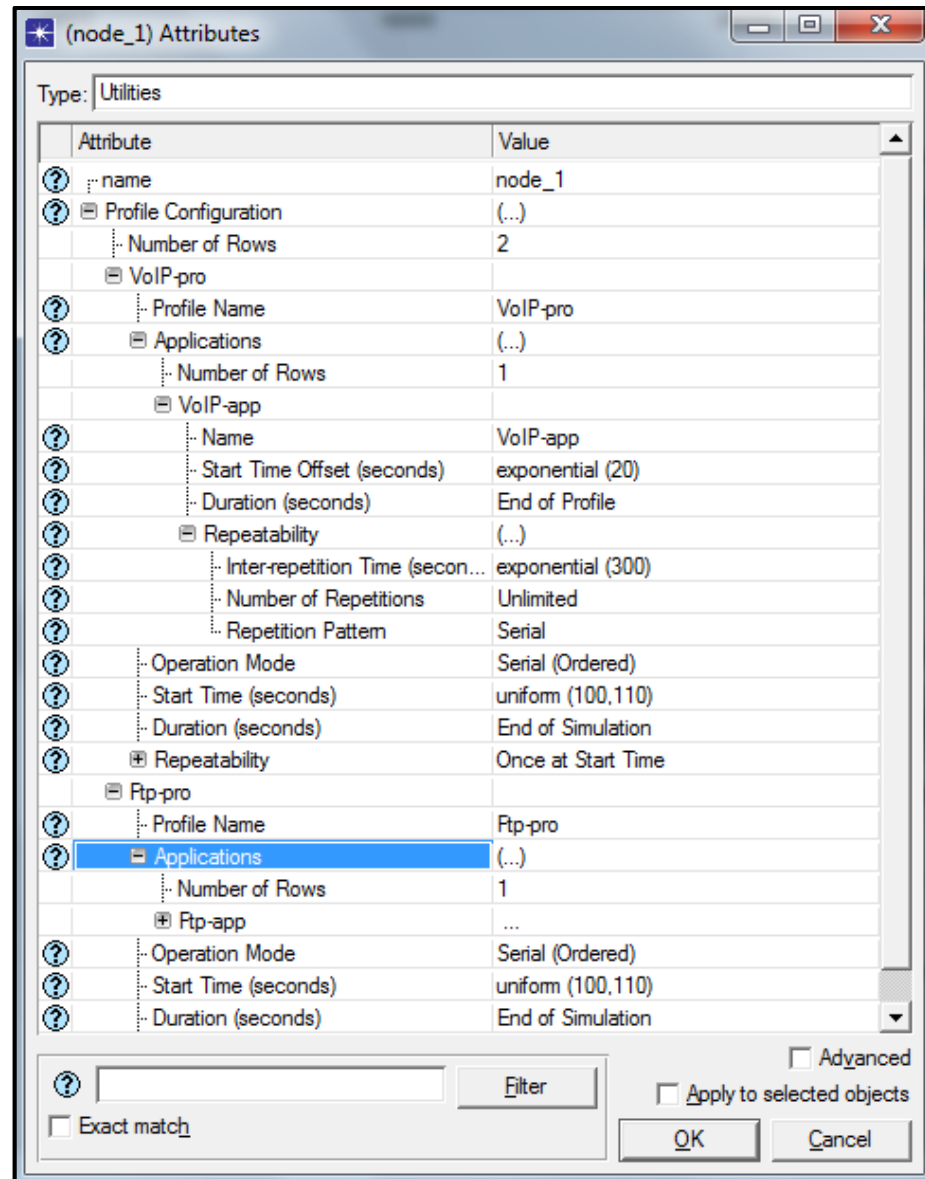 (node_1) Attributes
Type: Utilities
Attribute Value
name node_1
Profile Configuration (...)
Number of Rows 2
VoIP-pro
Profile Name VoIP-pro
Applications (...)
Number of Rows 1
VoIP-app
Name VoIP-app
Start Time Offset (seconds) exponential (20)
Duration (seconds) End of Profile
Repeatability (...)
Inter-repetition Time (secon... exponential (300)
Number of Repetitions Unlimited
Repetition Pattern Serial
Operation Mode Serial (Ordered)
Start Time (seconds) uniform (100,110)
Duration (seconds) End of Simulation
Repeatability Once at Start Time
Ftp-pro
Profile Name Ftp-pro
Applications (...)
Number of Rows 1
Ftp-app ...
Operation Mode Serial (Ordered)
Start Time (seconds) uniform (100,110)
Duration (seconds) End of Simulation
Advanced
Filter
Apply to selected objects
Exact match
OK Cancel